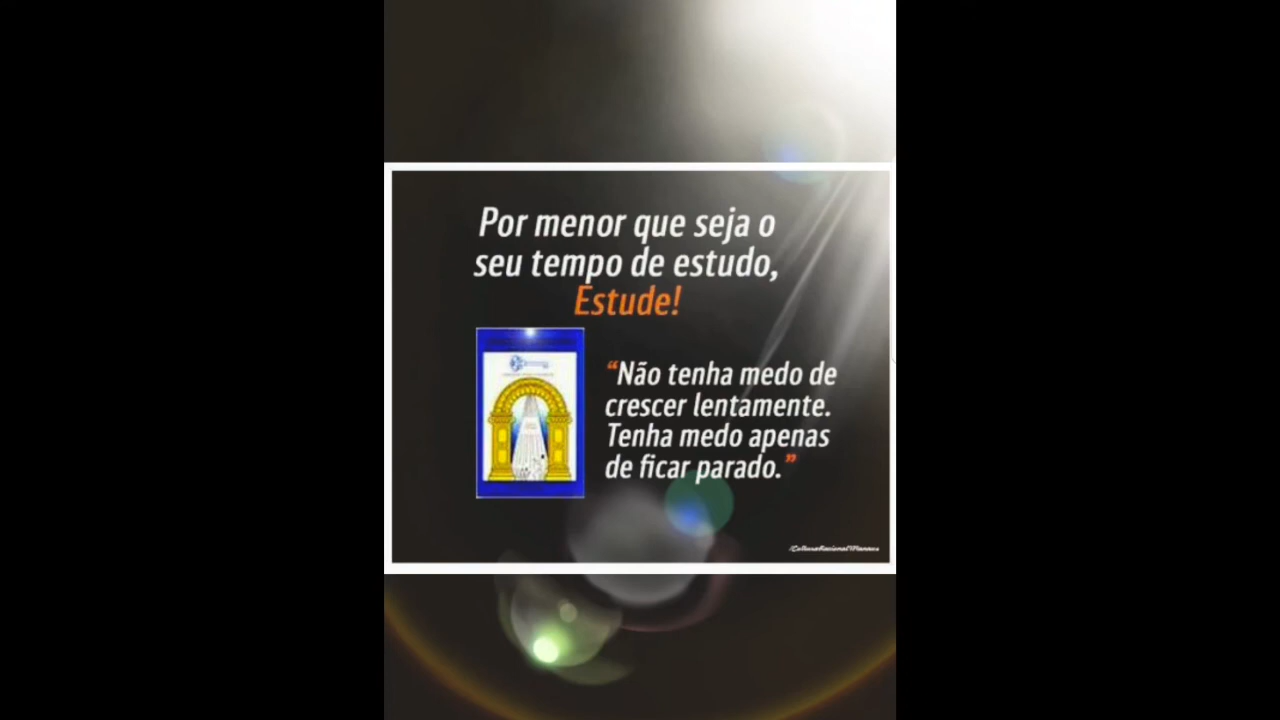 Por menor que seja o
seu tempo de estudo,
Estude!
“Não tenha medo de
crescer lentamente.
Tenha medo apenas
de ficar parado.”